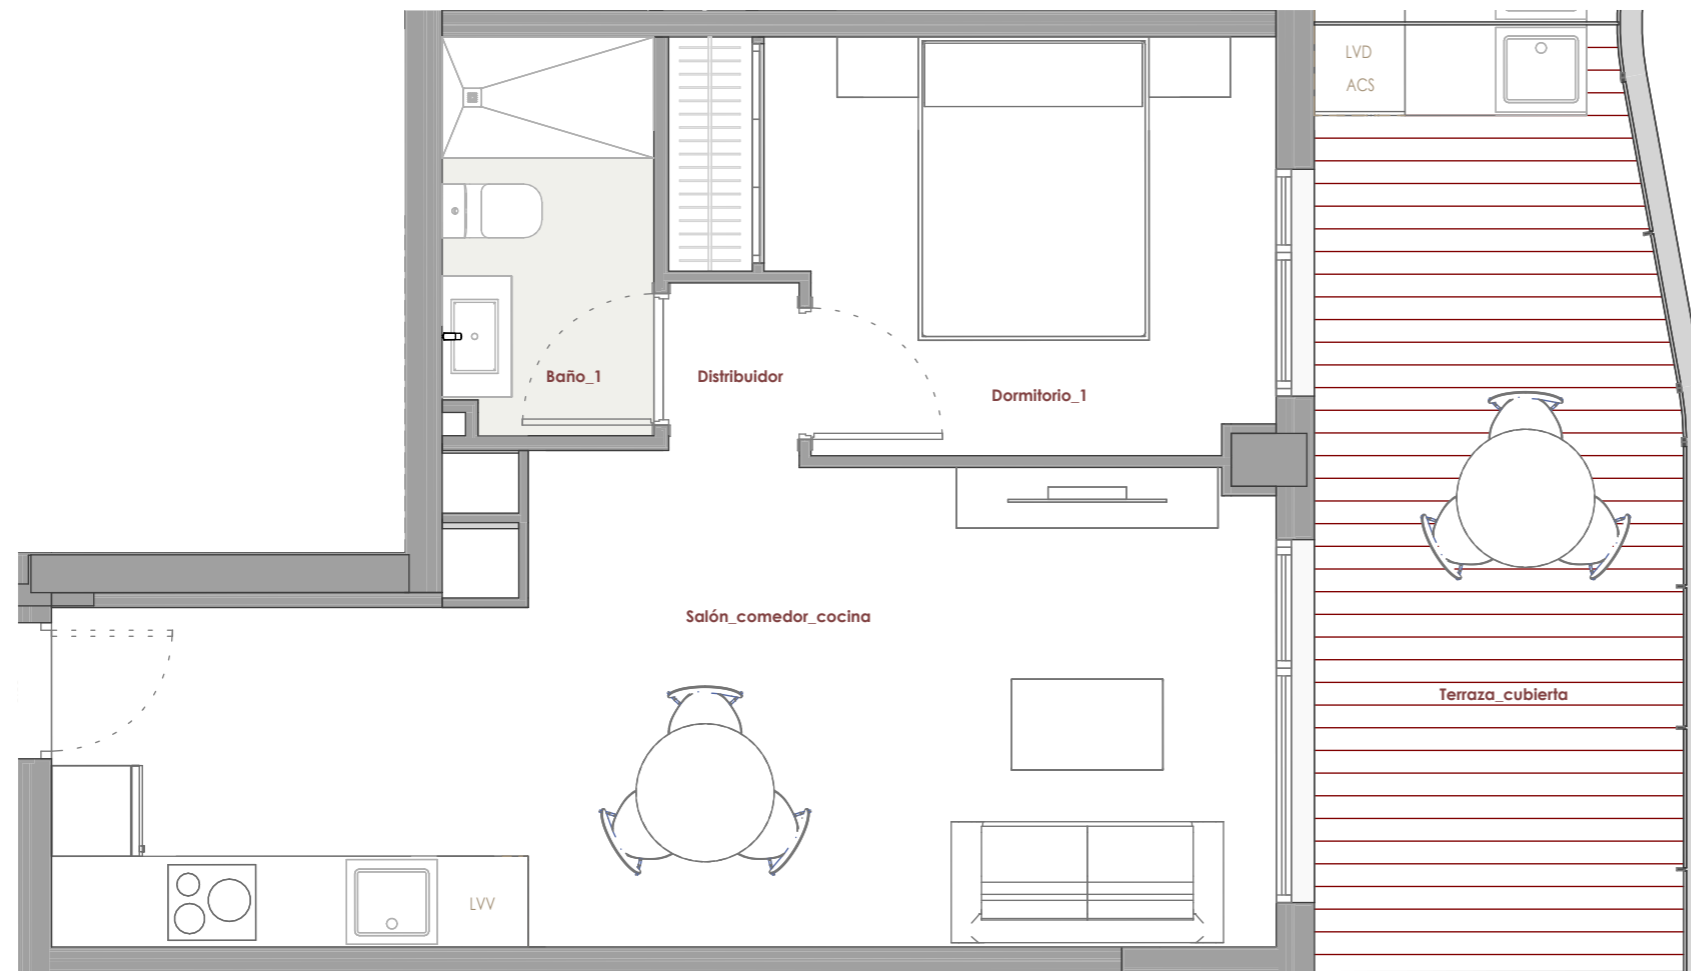 LVD
ACS
Baño_1
Distribuidor
Dormitorio_1
Salón_comedor_cocina
Terraza_cubierta
LVV